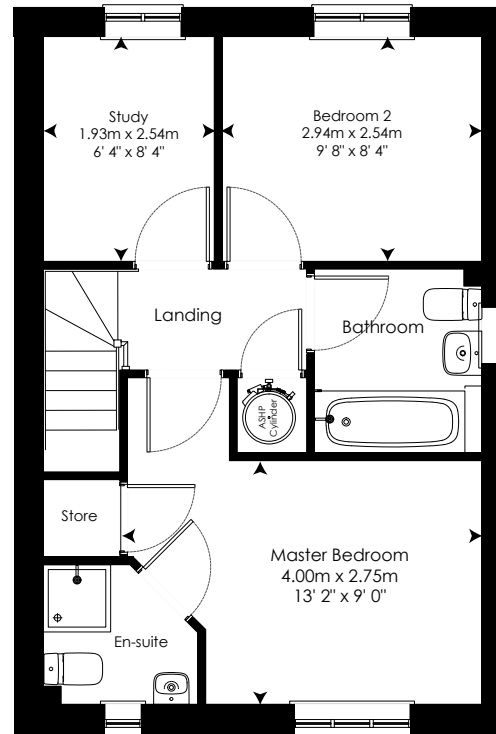 Study
1.93m x 2.54m
6' 4" x 8' 4"
Bedroom 2
2.94m x 2.54m
9' 8" x 8' 4"
Landing
Bathroom
ASHP
Cylinder
Store
Master Bedroom
4.00m x 2.75m
13' 2" x 9' 0"
En-suite